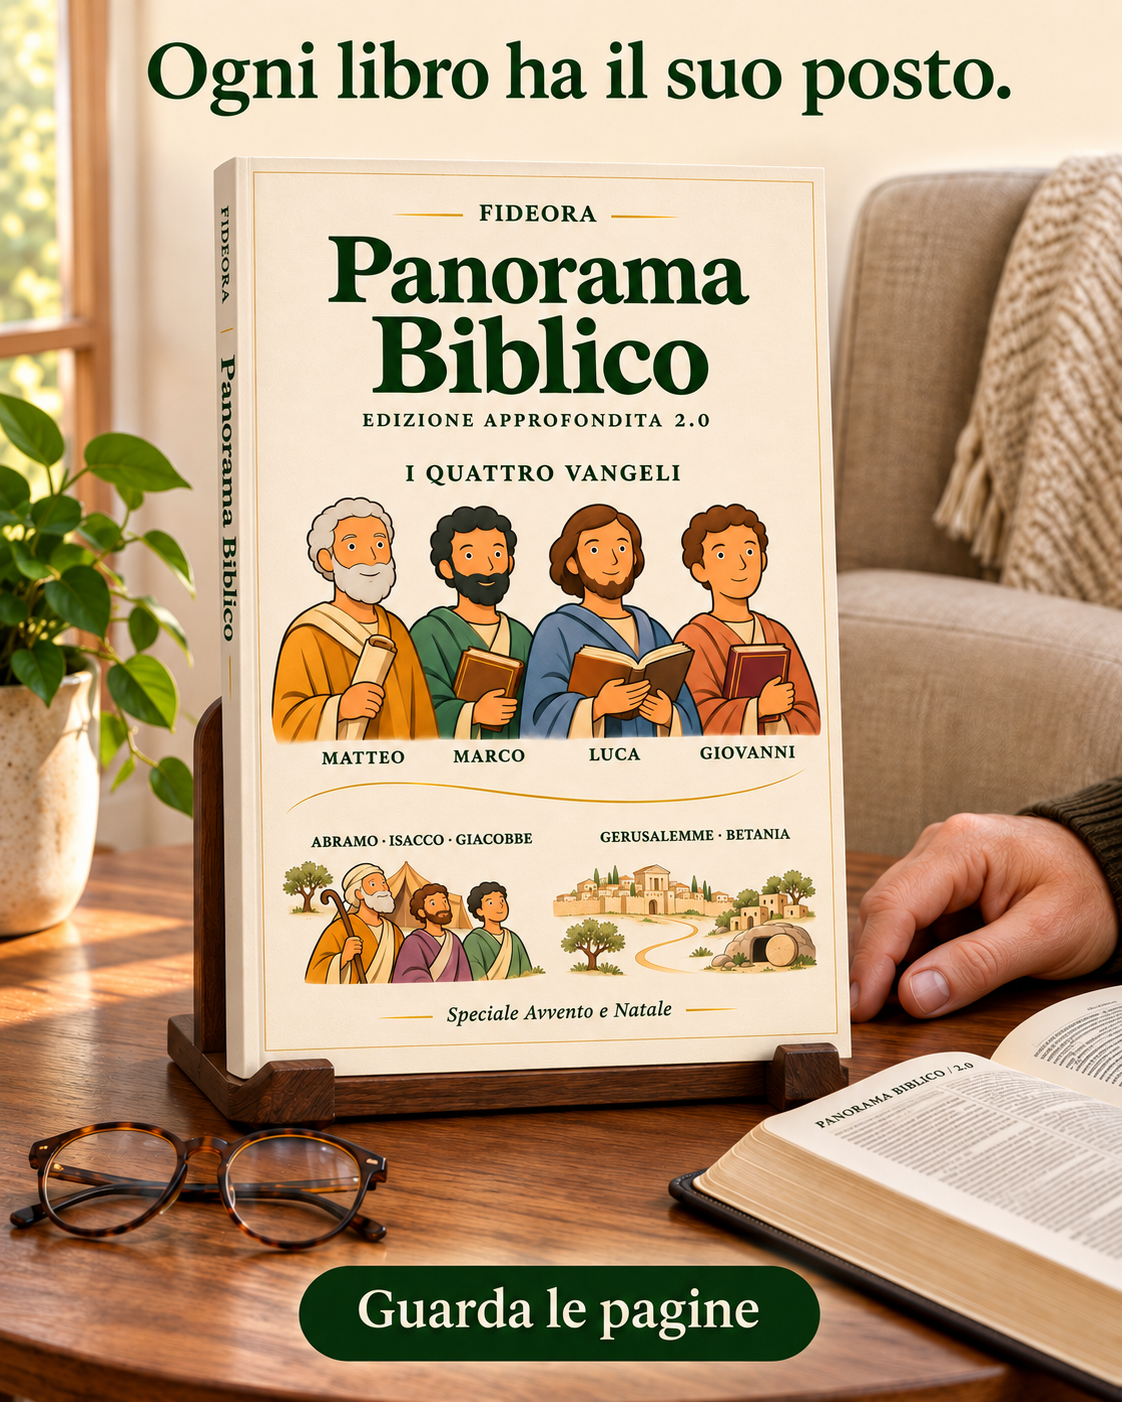 Ogni libro ha il suo posto.
FIDEORA
Panorama
Biblico
EDIZIONE APPROFONDITA 2.0
I QUATTRO VANGELI
MATTEO MARCO LUCA GIOVANNI
ABRAMO · ISACCO · GIACOBBE
GERUSALEMME · BETANIA
Speciale Avvento e Natale
FIDEORA Panorama Biblico
PANORAMA BIBLICO / 2.0
Guarda le pagine